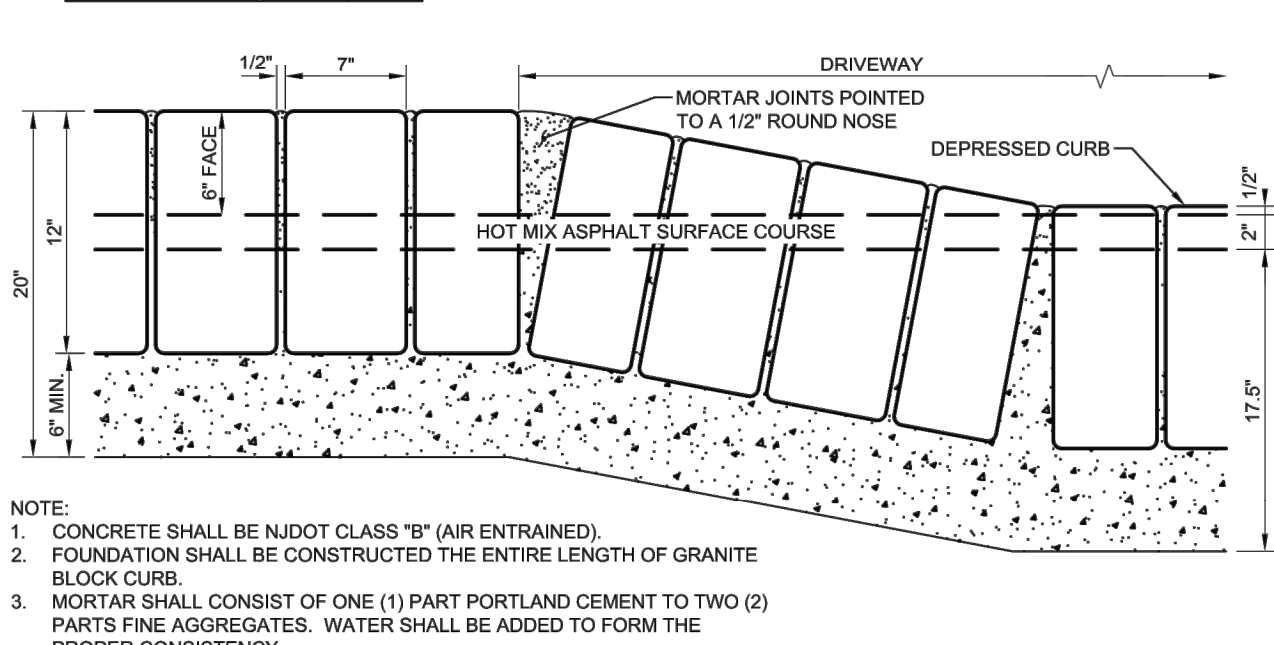 1/2"
7"
DRIVEWAY
MORTAR JOINTS POINTED
TO A 1/2" ROUND NOSE
DEPRESSED CURB
6" FACE
1/2"
12"
2"
HOT MIX ASPHALT SURFACE COURSE
20"
6" MIN.
17.5"
NOTE:
1. CONCRETE SHALL BE NJDOT CLASS "B" (AIR ENTRAINED).
2. FOUNDATION SHALL BE CONSTRUCTED THE ENTIRE LENGTH OF GRANITE
BLOCK CURB.
3. MORTAR SHALL CONSIST OF ONE (1) PART PORTLAND CEMENT TO TWO (2)
PARTS FINE AGGREGATES. WATER SHALL BE ADDED TO FORM THE
PROPER CONSISTENCY